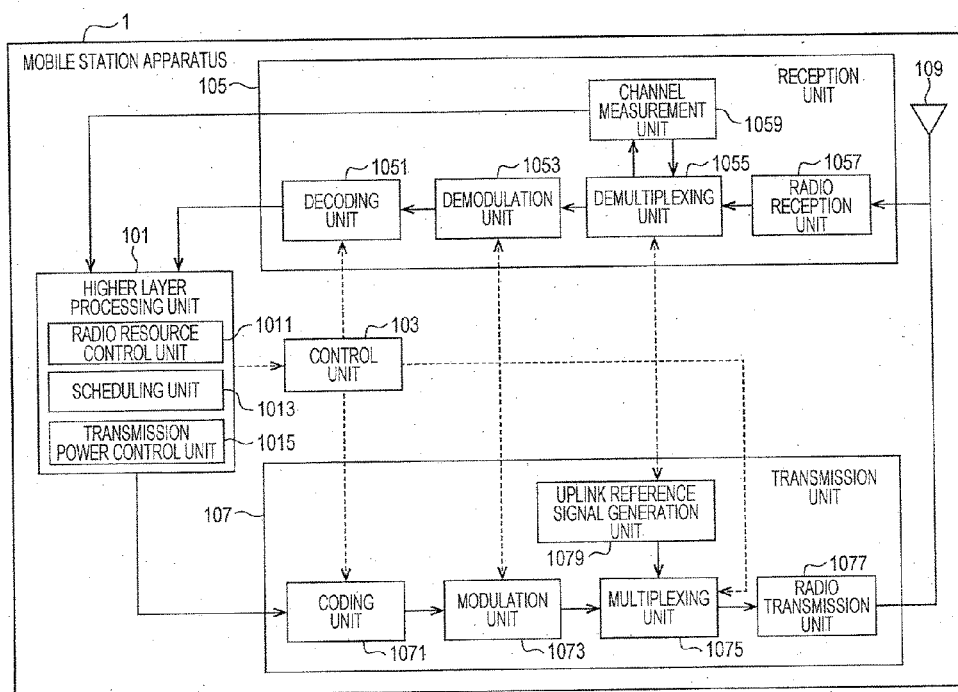 1
MOBILE STATION APPARATUS
105
RECEPTION
UNIT
109
CHANNEL
MEASUREMENT
UNIT
1059
1051
1053
1055
1057
DECODING
UNIT
DEMODULATION
UNIT
DEMULTIPLEXING
UNIT
RADIO
RECEPTION
UNIT
101
HIGHER LAYER
PROCESSING UNIT
RADIO RESOURCE
CONTROL UNIT
1011
SCHEDULING UNIT
1013
TRANSMISSION
POWER CONTROL UNIT
1015
103
CONTROL
UNIT
107
TRANSMISSION
UNIT
UPLINK REFERENCE
SIGNAL GENERATION
UNIT
1079
1077
CODING
UNIT
1071
MODULATION
UNIT
1073
MULTIPLEXING
UNIT
1075
RADIO
TRANSMISSION
UNIT